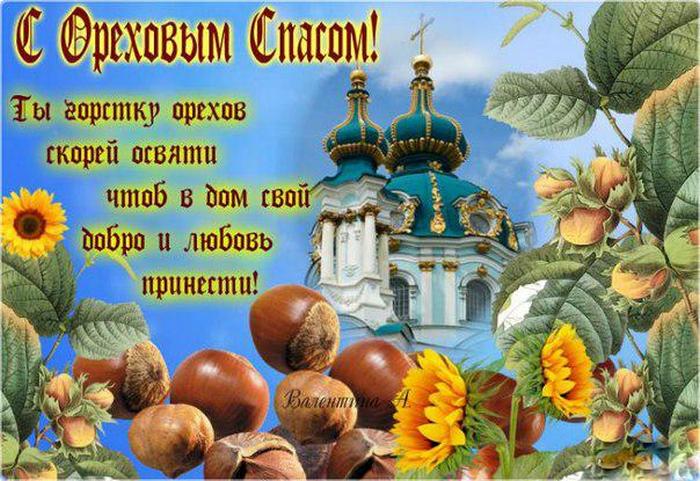 С Ореховым Спасом!
Ты горстку орехов
скорей освяти
чтоб в дом свой
добро и любовь
принести!
Валентина А.